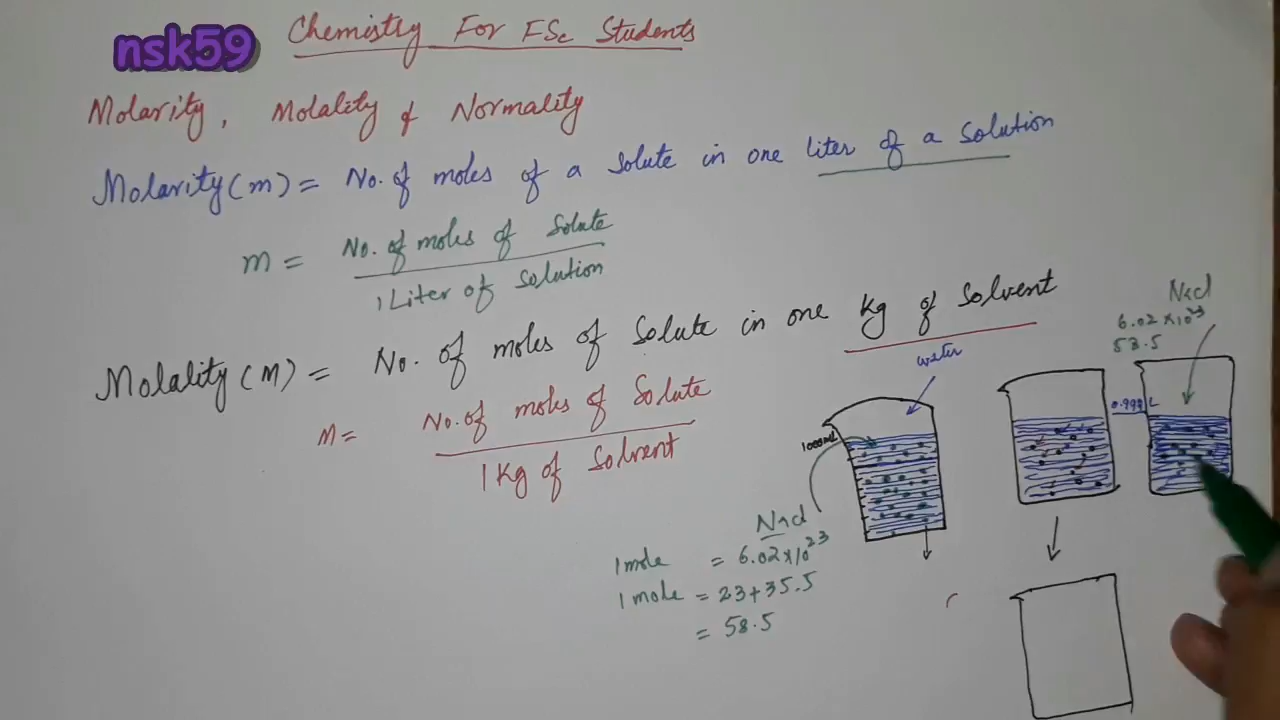 nsk59
Chemistry For FSc Students
Molarity, Molality & Normality
Molarity (m) = No. of moles of a solute in one liter of a solution
m = No. of moles of Solute
1 Liter of Solution
Molality (M) = No. of moles of Solute in one kg of Solvent
M = No. of moles of Solute
1 Kg of Solvent
water
1000mL
NaCl
1 mole = 6.02 × 10²³
1 mole = 23 + 35.5
= 58.5
NaCl
6.02 × 10²³
53.5
0.999 L